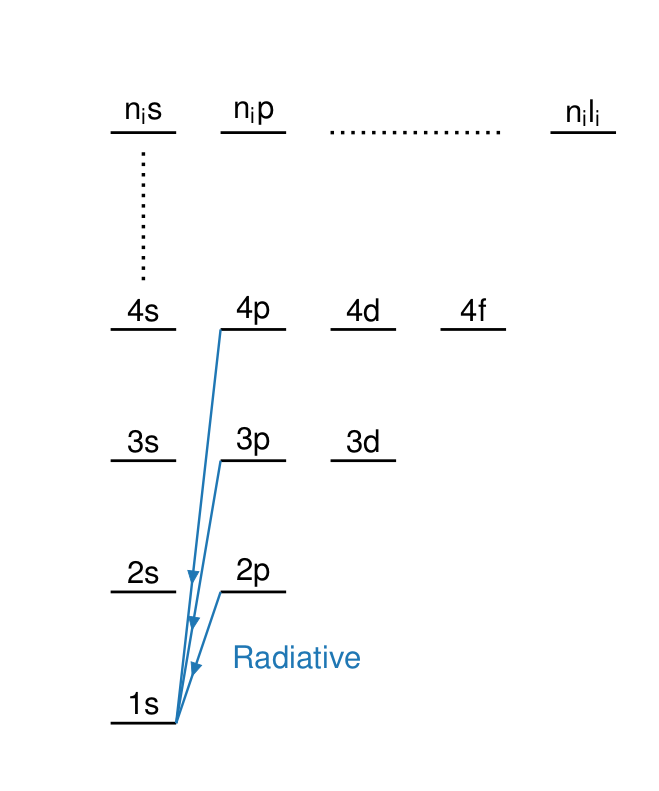 nᵢs nᵢp nᵢlᵢ
4s 4p 4d 4f
3s 3p 3d
2s 2p
Radiative
1s